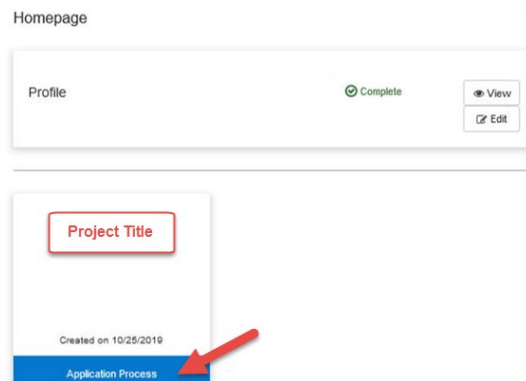 Homepage
Profile
Complete
View
Edit
Project Title
Created on 10/25/2019
Application Process